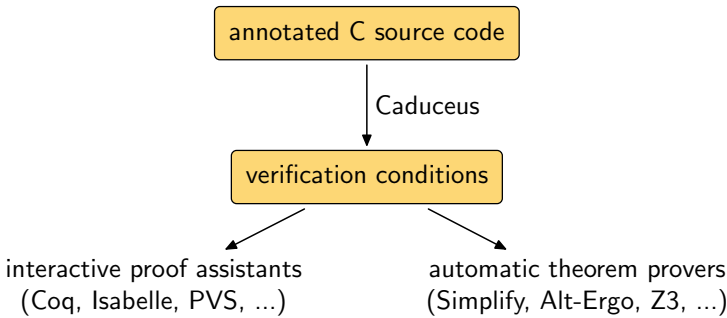 annotated C source code
Caduceus
verification conditions
interactive proof assistants
(Coq, Isabelle, PVS, ...)
automatic theorem provers
(Simplify, Alt-Ergo, Z3, ...)